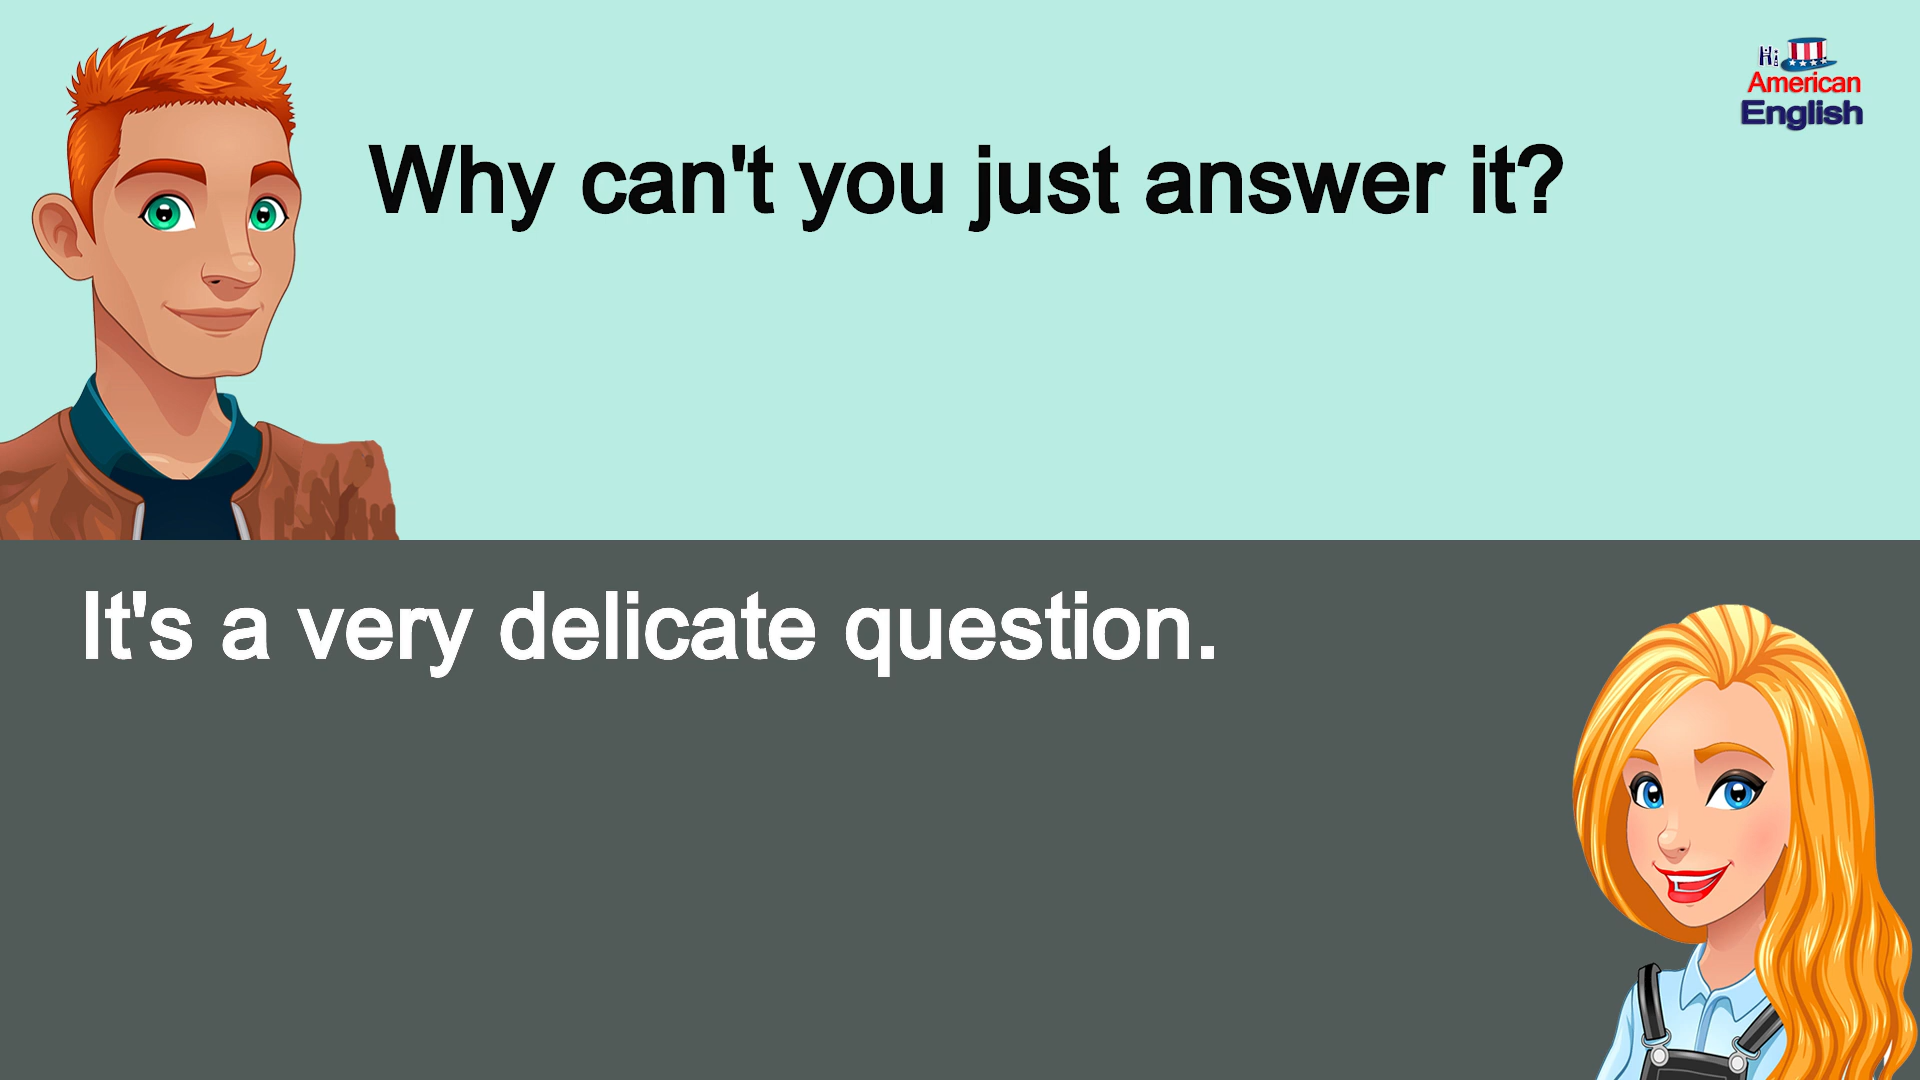 Hi
American
English
Why can't you just answer it?
It's a very delicate question.